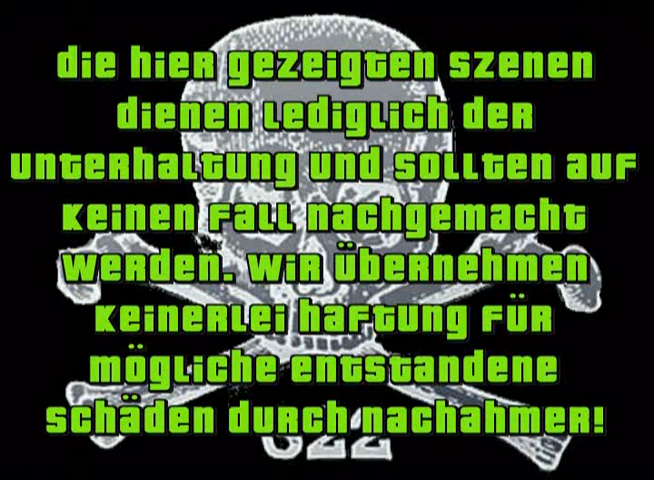 die hier gezeigten szenen
dienen lediglich der
unterhaltung und sollten auf
keinen fall nachgemacht
werden. wir übernehmen
keinerlei haftung für
mögliche entstandene
schäden durch nachahmer!
322